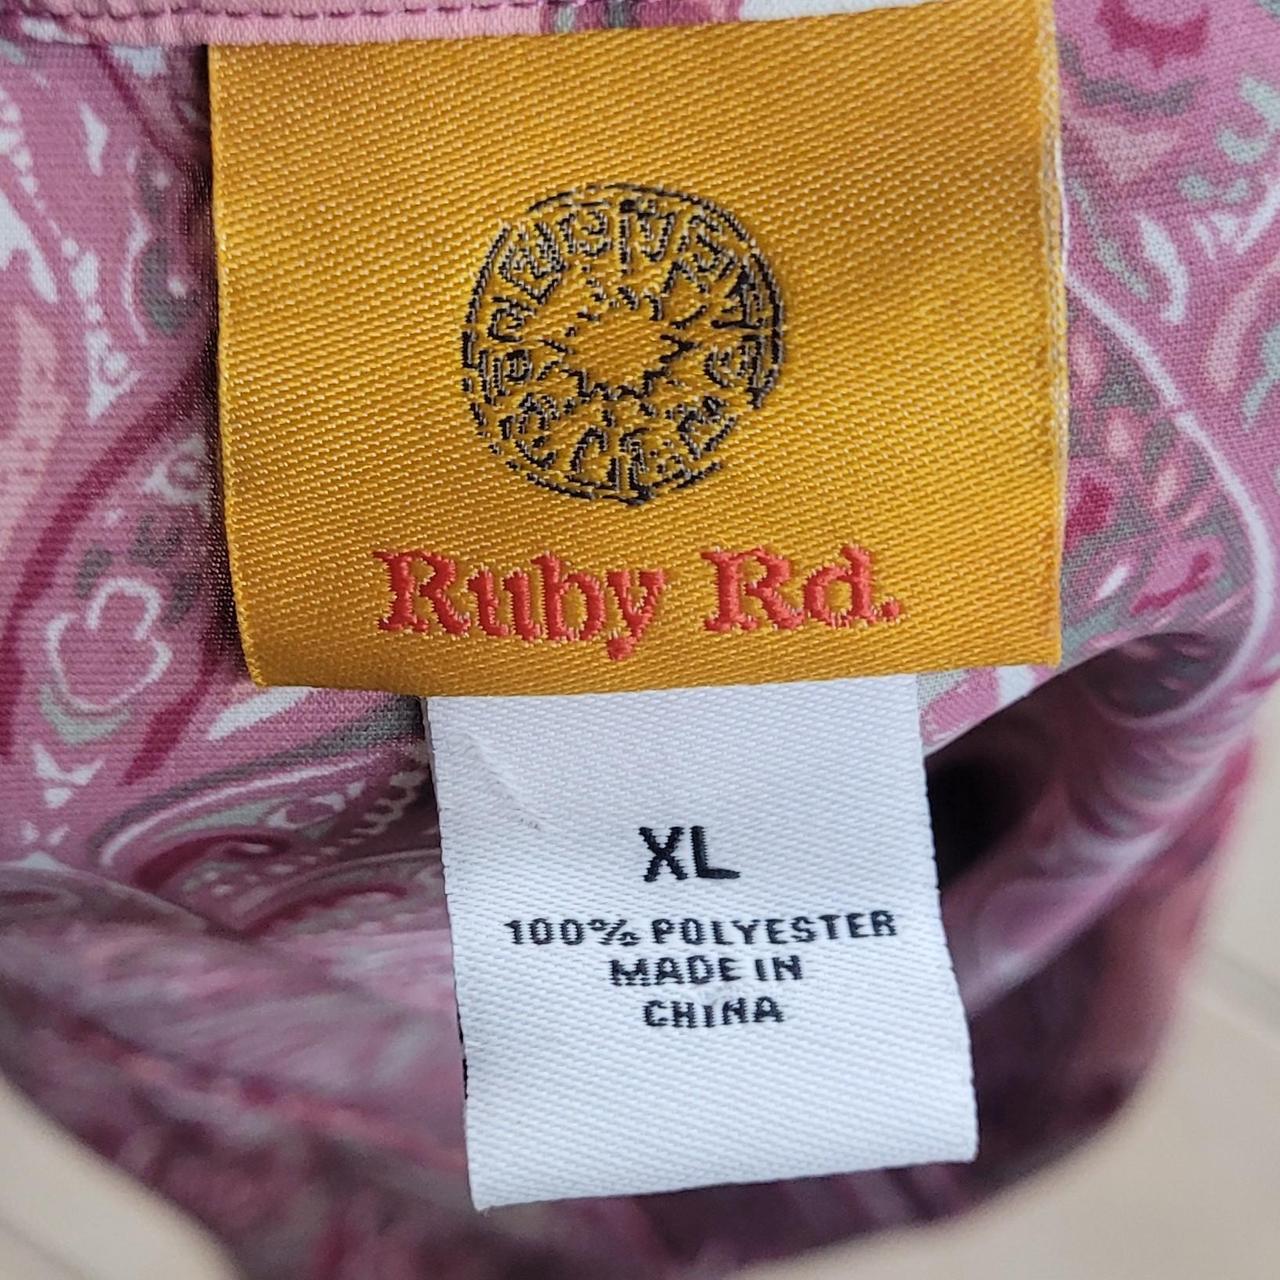 Ruby Rd.
XL
100% POLYESTER
MADE IN
CHINA